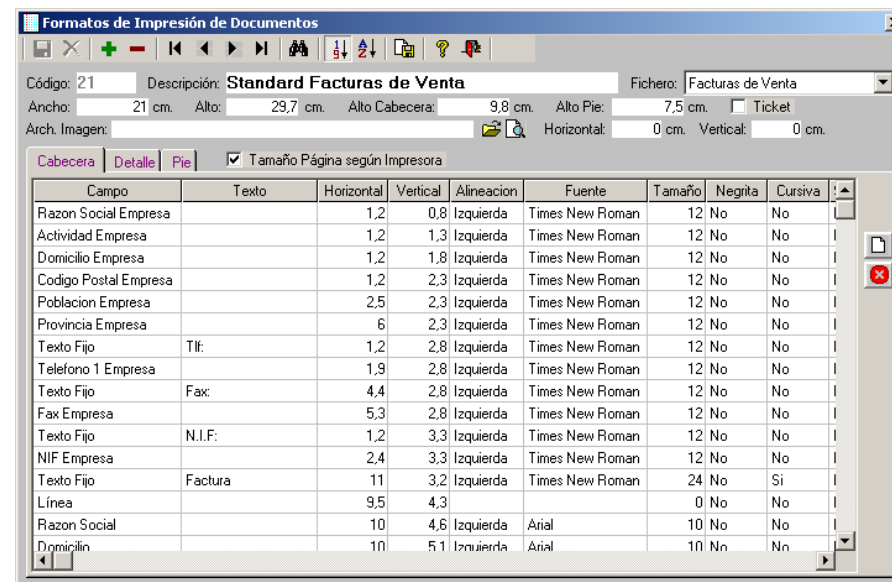 Formatos de Impresión de Documentos
Código: 21 Descripción: Standard Facturas de Venta Fichero: Facturas de Venta
Ancho: 21 cm. Alto: 29,7 cm. Alto Cabecera: 9,8 cm. Alto Pie: 7,5 cm. Ticket
Arch. Imagen: Horizontal: 0 cm. Vertical: 0 cm.
Cabecera Detalle Pie Tamaño Página según Impresora
Campo Texto Horizontal Vertical Alineacion Fuente Tamaño Negrita Cursiva
Razon Social Empresa 1,2 0,8 Izquierda Times New Roman 12 No No
Actividad Empresa 1,2 1,3 Izquierda Times New Roman 12 No No
Domicilio Empresa 1,2 1,8 Izquierda Times New Roman 12 No No
Codigo Postal Empresa 1,2 2,3 Izquierda Times New Roman 12 No No
Poblacion Empresa 2,5 2,3 Izquierda Times New Roman 12 No No
Provincia Empresa 6 2,3 Izquierda Times New Roman 12 No No
Texto Fijo Tlf: 1,2 2,8 Izquierda Times New Roman 12 No No
Telefono 1 Empresa 1,9 2,8 Izquierda Times New Roman 12 No No
Texto Fijo Fax: 4,4 2,8 Izquierda Times New Roman 12 No No
Fax Empresa 5,3 2,8 Izquierda Times New Roman 12 No No
Texto Fijo N.I.F: 1,2 3,3 Izquierda Times New Roman 12 No No
NIF Empresa 2,4 3,3 Izquierda Times New Roman 12 No No
Texto Fijo Factura 11 3,2 Izquierda Times New Roman 24 No Si
Línea 9,5 4,3 0 No No
Razon Social 10 4,6 Izquierda Arial 10 No No
Domicilio 10 5,1 Izquierda Arial 10 No No